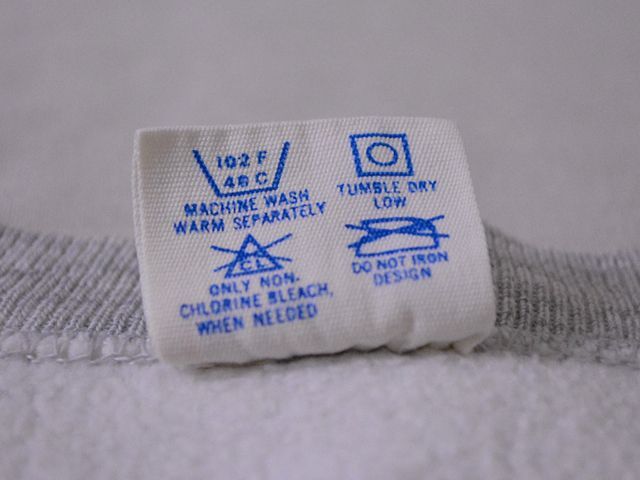 102 F
40 C
MACHINE WASH
WARM SEPARATELY
CL
ONLY NON-
CHLORINE BLEACH,
WHEN NEEDED
TUMBLE DRY
LOW
DO NOT IRON
DESIGN